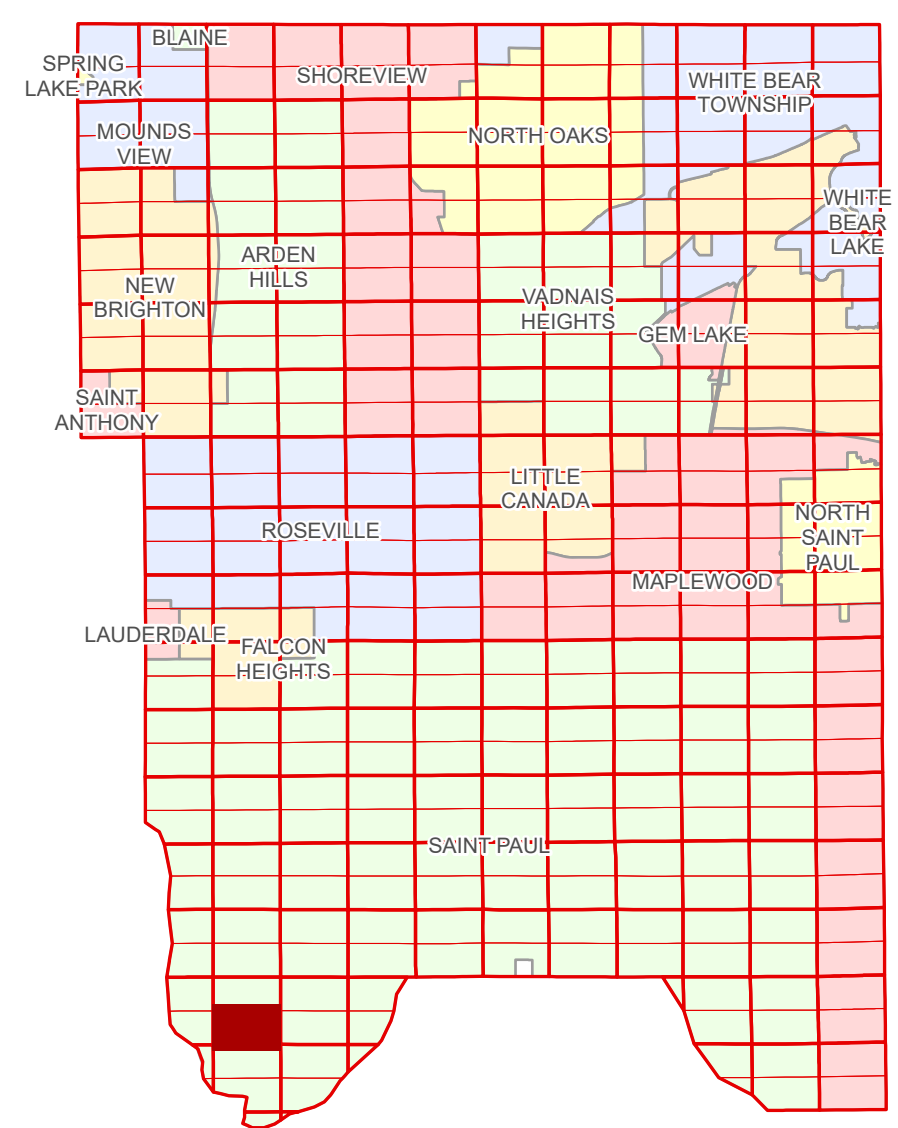 BLAINE
SPRING
LAKE PARK
SHOREVIEW
WHITE BEAR
TOWNSHIP
MOUNDS
VIEW
NORTH OAKS
WHITE
BEAR
LAKE
ARDEN
HILLS
NEW
BRIGHTON
VADNAIS
HEIGHTS
GEM LAKE
SAINT
ANTHONY
LITTLE
CANADA
NORTH
SAINT
PAUL
ROSEVILLE
MAPLEWOOD
LAUDERDALE
FALCON
HEIGHTS
SAINT PAUL